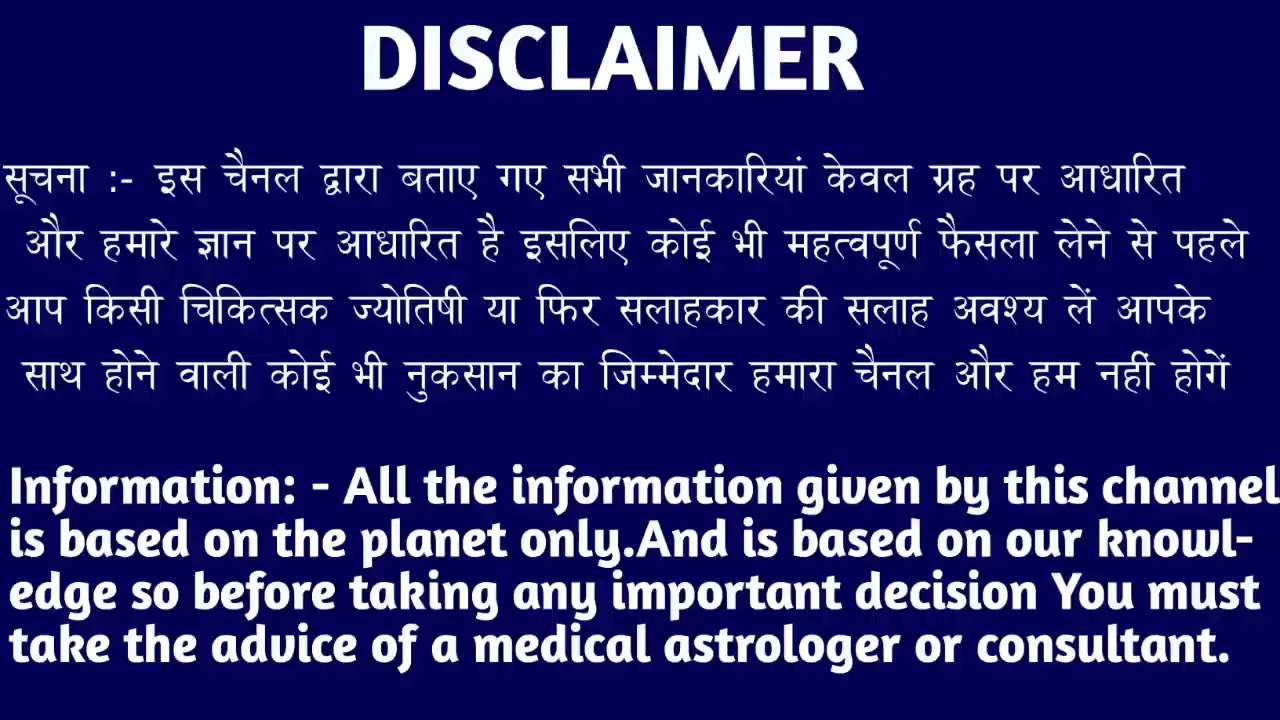 DISCLAIMER
सूचना :- इस चैनल द्वारा बताए गए सभी जानकारियां केवल ग्रह पर आधारित
और हमारे ज्ञान पर आधारित है इसलिए कोई भी महत्वपूर्ण फैसला लेने से पहले
आप किसी चिकित्सक ज्योतिषी या फिर सलाहकार की सलाह अवश्य लें आपके
साथ होने वाली कोई भी नुकसान का जिम्मेदार हमारा चैनल और हम नहीं होगें
Information: - All the information given by this channel
is based on the planet only.And is based on our knowl-
edge so before taking any important decision You must
take the advice of a medical astrologer or consultant.